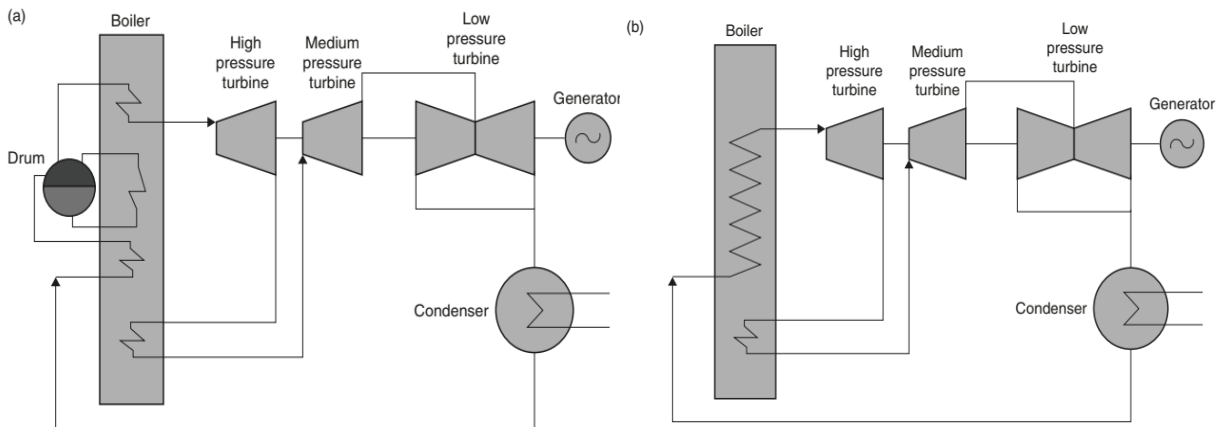 (a)
Boiler
High
pressure
turbine
Medium
pressure
turbine
Low
pressure
turbine
Generator
Drum
Condenser
(b)
Boiler
High
pressure
turbine
Medium
pressure
turbine
Low
pressure
turbine
Generator
Condenser